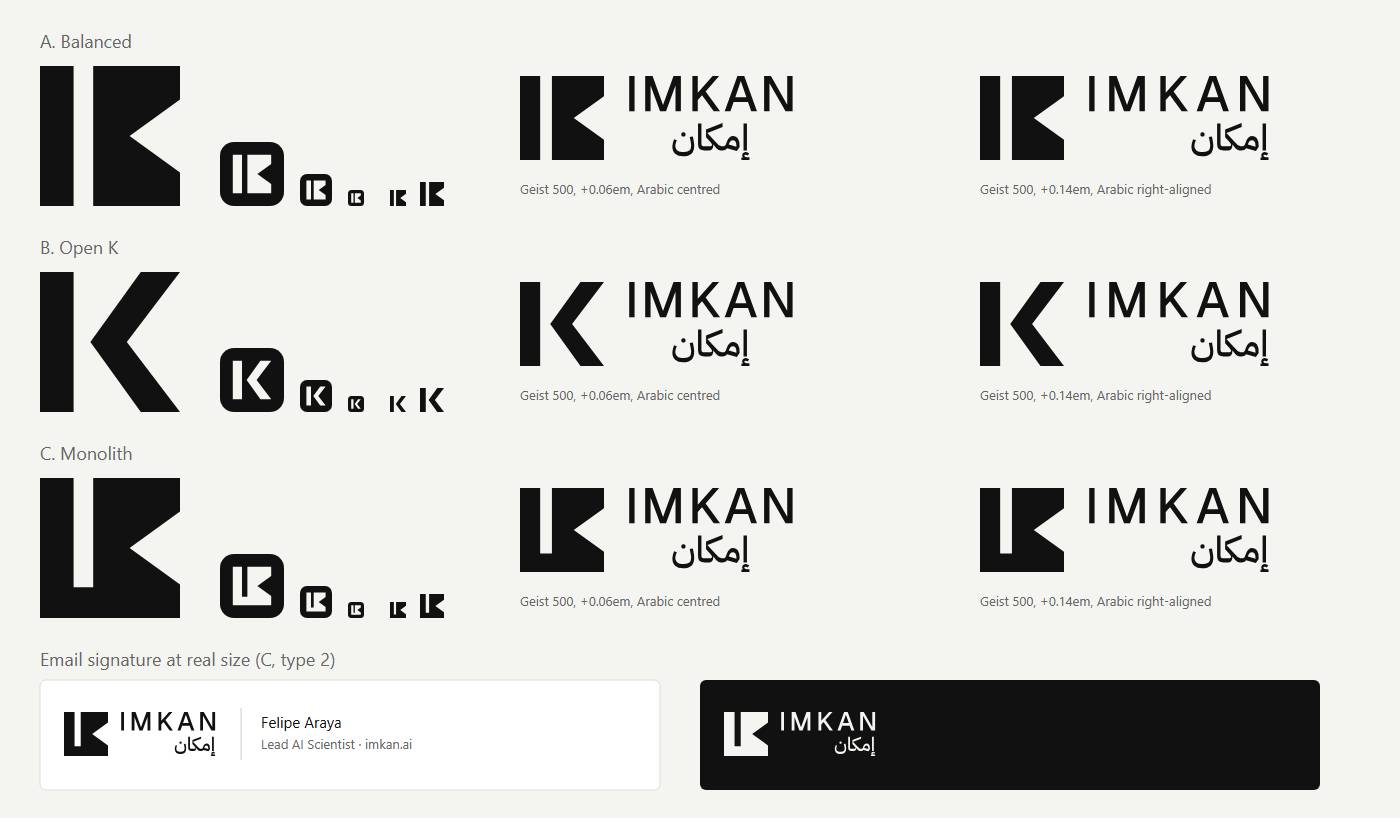 A. Balanced
IMKAN
إمكان
Geist 500, +0.06em, Arabic centred
IMKAN
إمكان
Geist 500, +0.14em, Arabic right-aligned
B. Open K
IMKAN
إمكان
Geist 500, +0.06em, Arabic centred
IMKAN
إمكان
Geist 500, +0.14em, Arabic right-aligned
C. Monolith
IMKAN
إمكان
Geist 500, +0.06em, Arabic centred
IMKAN
إمكان
Geist 500, +0.14em, Arabic right-aligned
Email signature at real size (C, type 2)
IMKAN
إمكان
Felipe Araya
Lead AI Scientist · imkan.ai
IMKAN
إمكان